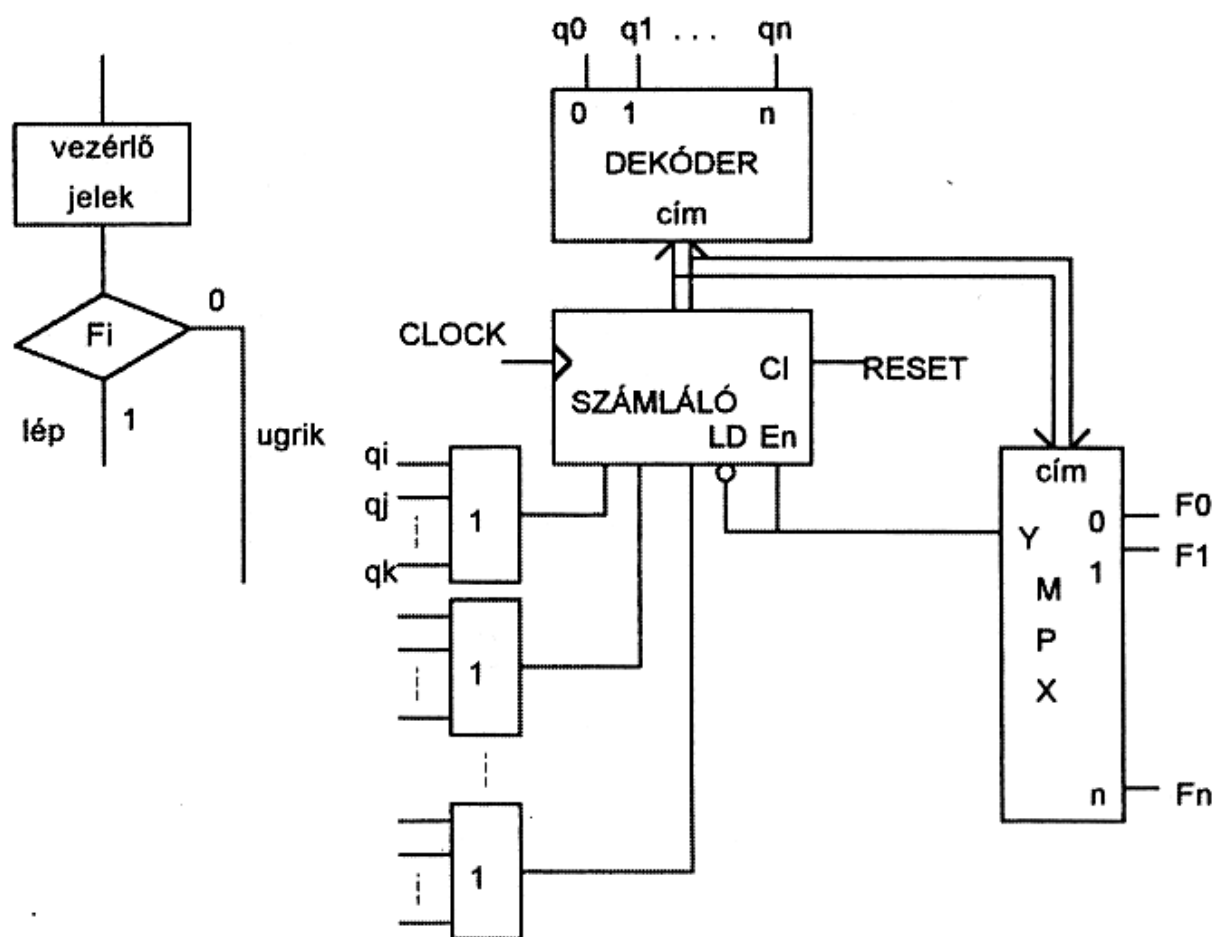 vezérlő
jelek
Fi
0
1
lép
ugrik
q0 q1 . . . qn
0 1 n
DEKÓDER
cím
CLOCK
Cl
RESET
SZÁMLÁLÓ
LD En
qi
qj
qk
1
1
1
cím
Y
M
P
X
0
1
n
F0
F1
Fn